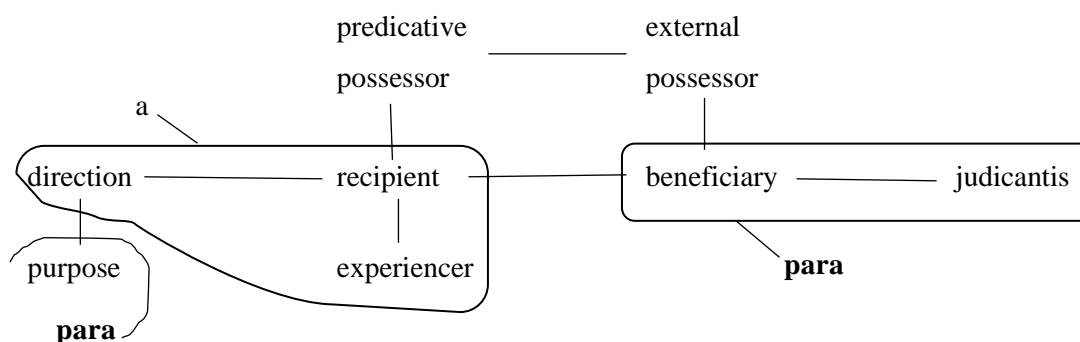 predicative external
possessor possessor
a
direction recipient beneficiary judicantis
para
purpose experiencer
para